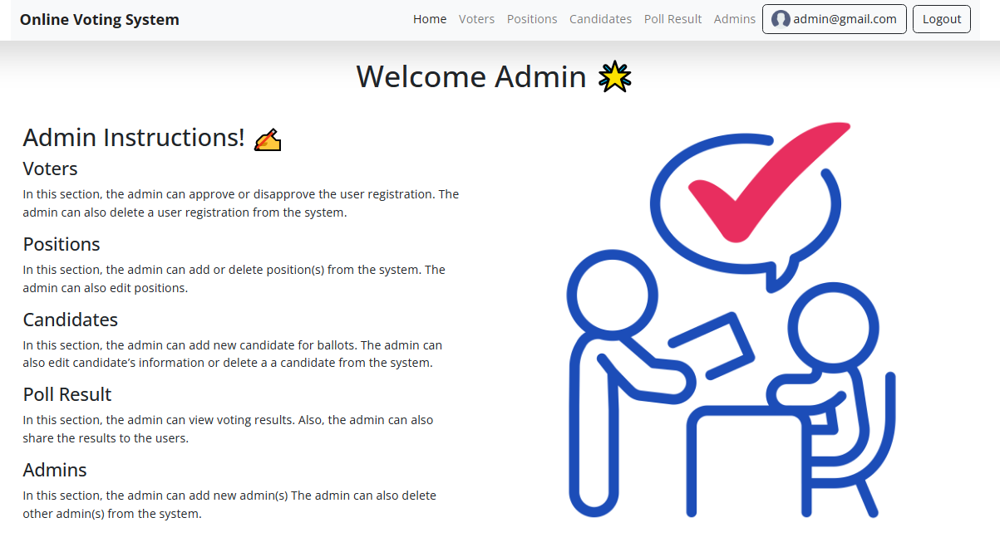 Online Voting System
Home Voters Positions Candidates Poll Result Admins admin@gmail.com Logout
Welcome Admin 🌟
Admin Instructions! ✍
Voters
In this section, the admin can approve or disapprove the user registration. The
admin can also delete a user registration from the system.
Positions
In this section, the admin can add or delete position(s) from the system. The
admin can also edit positions.
Candidates
In this section, the admin can add new candidate for ballots. The admin can
also edit candidate’s information or delete a a candidate from the system.
Poll Result
In this section, the admin can view voting results. Also, the admin can also
share the results to the users.
Admins
In this section, the admin can add new admin(s) The admin can also delete
other admin(s) from the system.